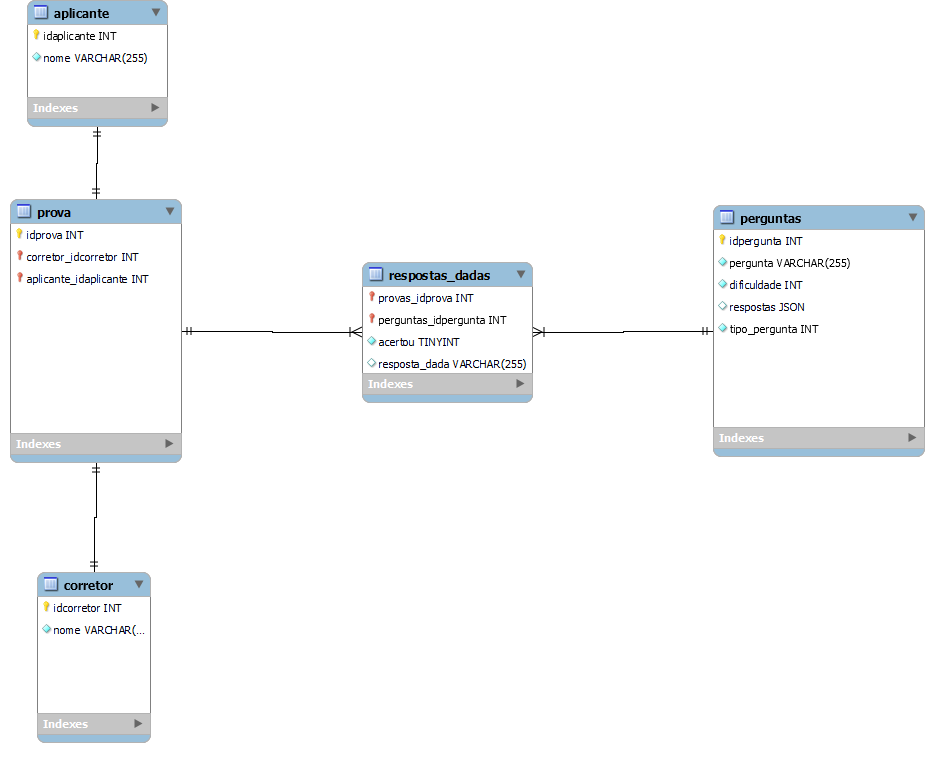 aplicante
idaplicante INT
nome VARCHAR(255)
Indexes
prova
idprova INT
corretor_idcorretor INT
aplicante_idaplicante INT
Indexes
respostas_dadas
provas_idprova INT
perguntas_idpergunta INT
acertou TINYINT
resposta_dada VARCHAR(255)
Indexes
perguntas
idpergunta INT
pergunta VARCHAR(255)
dificuldade INT
respostas JSON
tipo_pergunta INT
Indexes
corretor
idcorretor INT
nome VARCHAR(...
Indexes